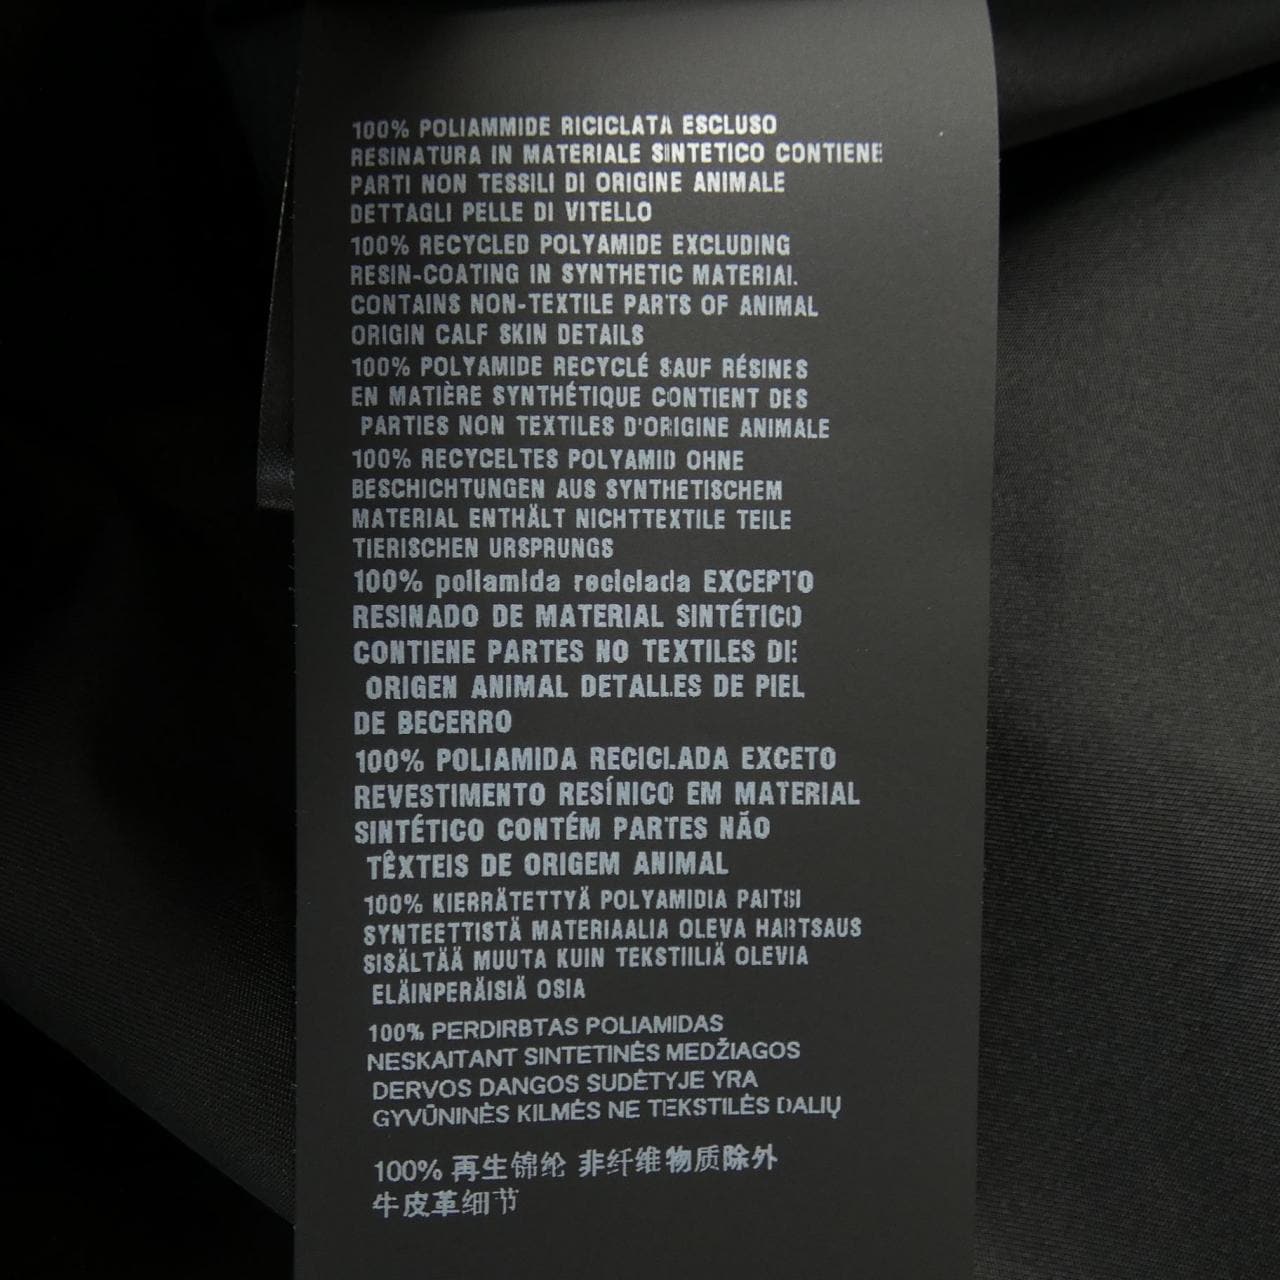 100% POLIAMMIDE RICICLATA ESCLUSO
RESINATURA IN MATERIALE SINTETICO CONTIENE
PARTI NON TESSILI DI ORIGINE ANIMALE
DETTAGLI PELLE DI VITELLO
100% RECYCLED POLYAMIDE EXCLUDING
RESIN-COATING IN SYNTHETIC MATERIAL
CONTAINS NON-TEXTILE PARTS OF ANIMAL
ORIGIN CALF SKIN DETAILS
100% POLYAMIDE RECYCLÉ SAUF RÉSINES
EN MATIÈRE SYNTHÉTIQUE CONTIENT DES
PARTIES NON TEXTILES D'ORIGINE ANIMALE
100% RECYCELTES POLYAMID OHNE
BESCHICHTUNGEN AUS SYNTHETISCHEM
MATERIAL ENTHÄLT NICHTTEXTILE TEILE
TIERISCHEN URSPRUNGS
100% poliamida reciclada EXCEPTO
RESINADO DE MATERIAL SINTÉTICO
CONTIENE PARTES NO TEXTILES DE
ORIGEN ANIMAL DETALLES DE PIEL
DE BECERRO
100% POLIAMIDA RECICLADA EXCETO
REVESTIMENTO RESÍNICO EM MATERIAL
SINTÉTICO CONTÉM PARTES NÃO
TÊXTEIS DE ORIGEM ANIMAL
100% KIERRÄTETTYÄ POLYAMIDIA PAITSI
SYNTEETTISTÄ MATERIAALIA OLEVA HARTSAUS
SISÄLTÄÄ MUUTA KUIN TEKSTIILIÄ OLEVIA
ELÄINPERÄISIÄ OSIA
100% PERDIRBTAS POLIAMIDAS
NESKAITANT SINTETINĖS MEDŽIAGOS
DERVOS DANGOS SUDĖTYJE YRA
GYVŪNINĖS KILMĖS NE TEKSTILĖS DALIŲ
100% 再生锦纶 非纤维物质除外
牛皮革细节